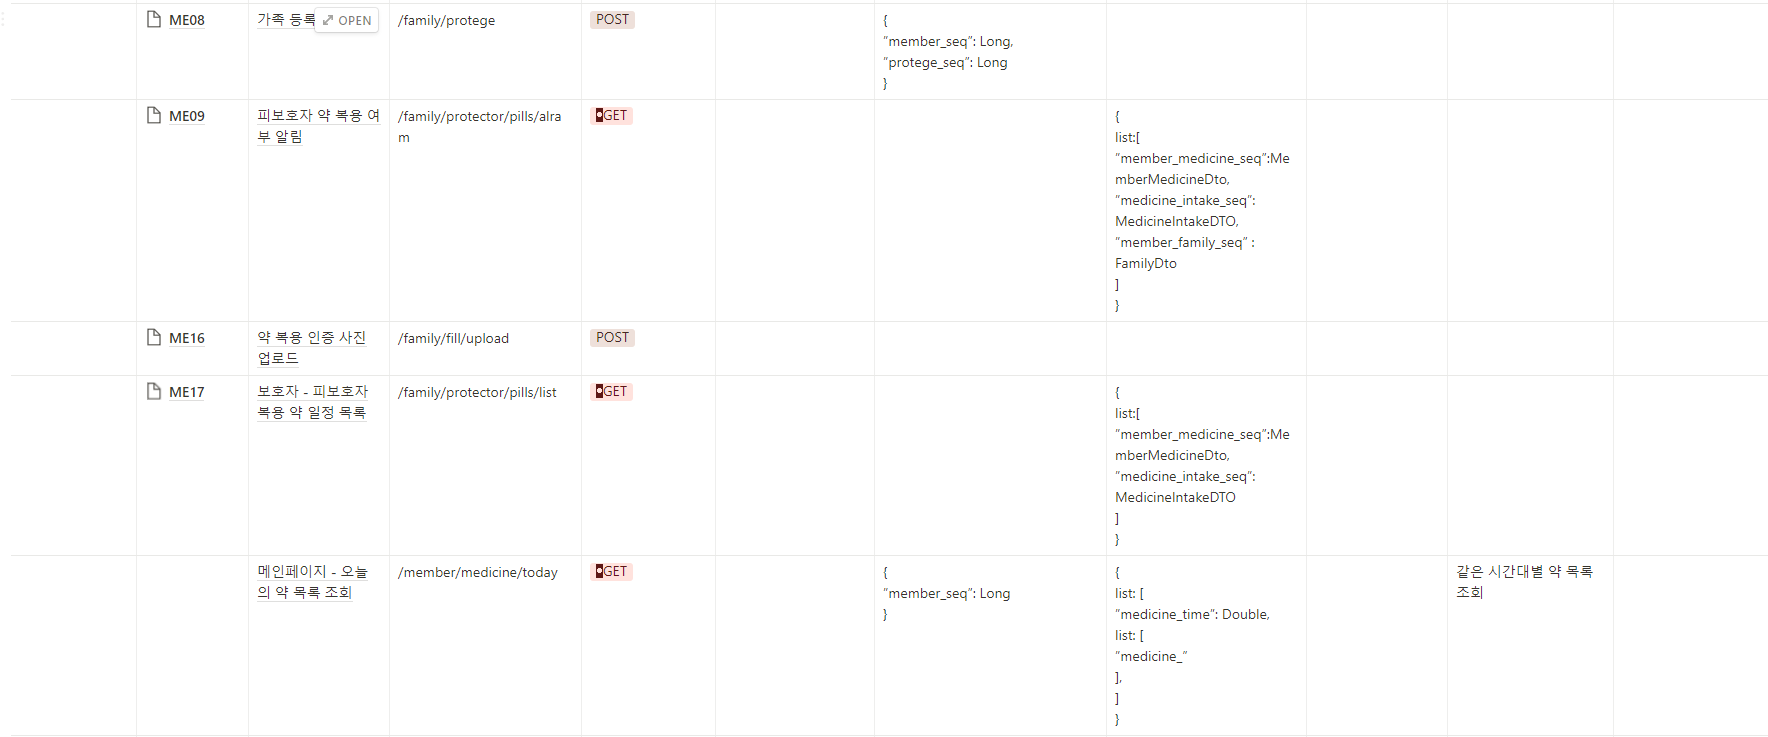 ME08
가족 등록
OPEN
/family/protege
POST
{
“member_seq”: Long,
“protege_seq”: Long
}
ME09
피보호자 약 복용 여
부 알림
/family/protector/pills/alra
m
GET
{
list:[
“member_medicine_seq”:Me
mberMedicineDto,
“medicine_intake_seq”:
MedicineIntakeDTO,
“member_family_seq” :
FamilyDto
]
}
ME16
약 복용 인증 사진
업로드
/family/fill/upload
POST
ME17
보호자 - 피보호자
복용 약 일정 목록
/family/protector/pills/list
GET
{
list:[
“member_medicine_seq”:Me
mberMedicineDto,
“medicine_intake_seq”:
MedicineIntakeDTO
]
}
메인페이지 - 오늘
의 약 목록 조회
/member/medicine/today
GET
{
“member_seq”: Long
}
{
list: [
“medicine_time”: Double,
list: [
“medicine_”
],
]
}
같은 시간대별 약 목록
조회